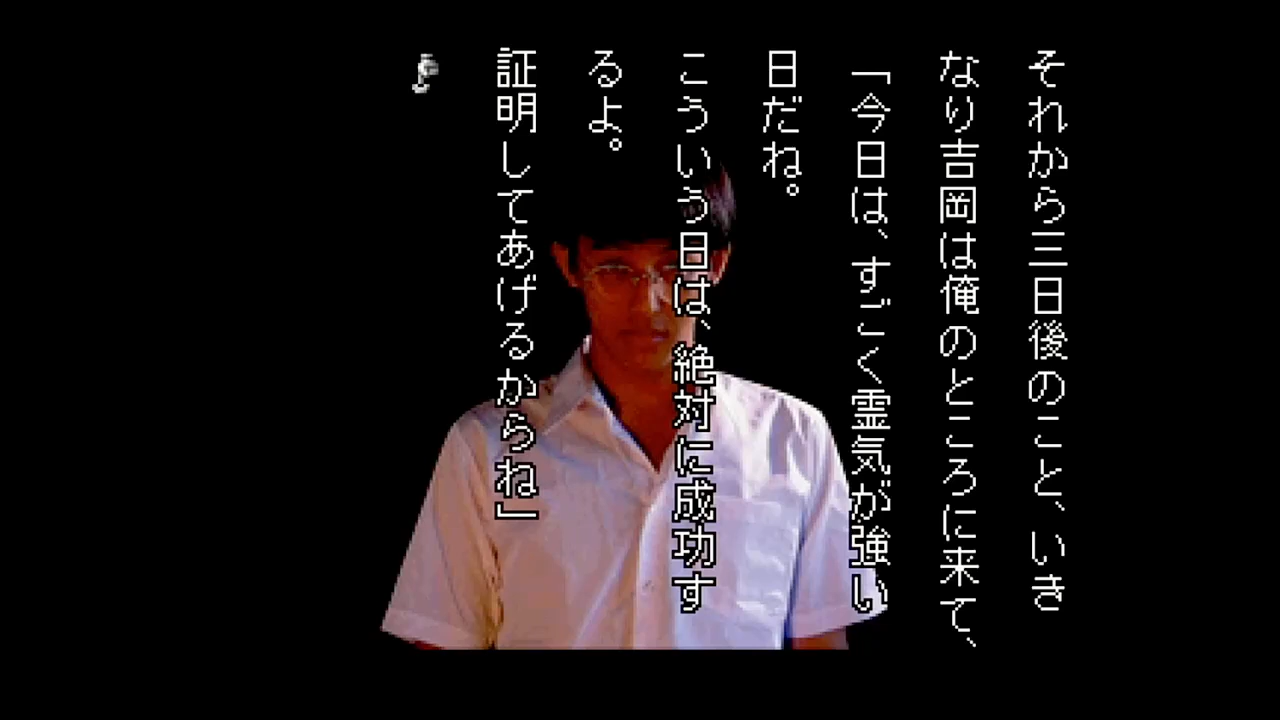 それから三日後のこと、いき
なり吉岡は俺のところに来て、
「今日は、すごく霊気が強い
日だね。
こういう日は、絶対に成功す
るよ。
証明してあげるからね」